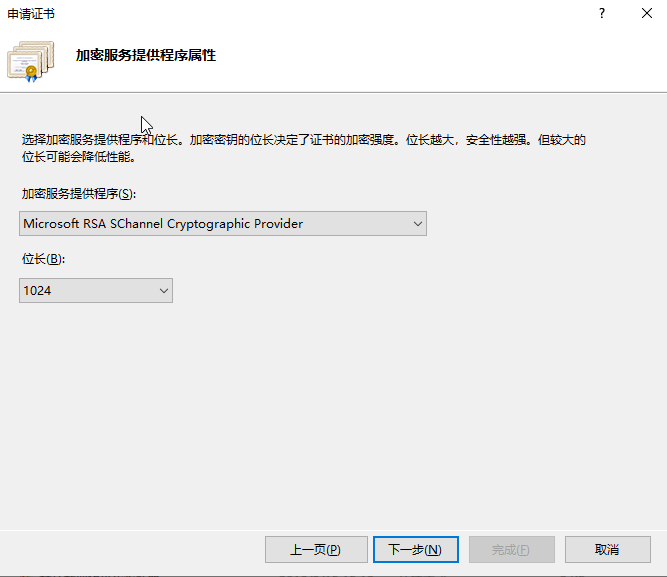 申请证书
?
加密服务提供程序属性
选择加密服务提供程序和位长。加密密钥的位长决定了证书的加密强度。位长越大，安全性越强。但较大的
位长可能会降低性能。
加密服务提供程序(S):
Microsoft RSA SChannel Cryptographic Provider
位长(B):
1024
上一页(P) 下一步(N) 完成(F) 取消